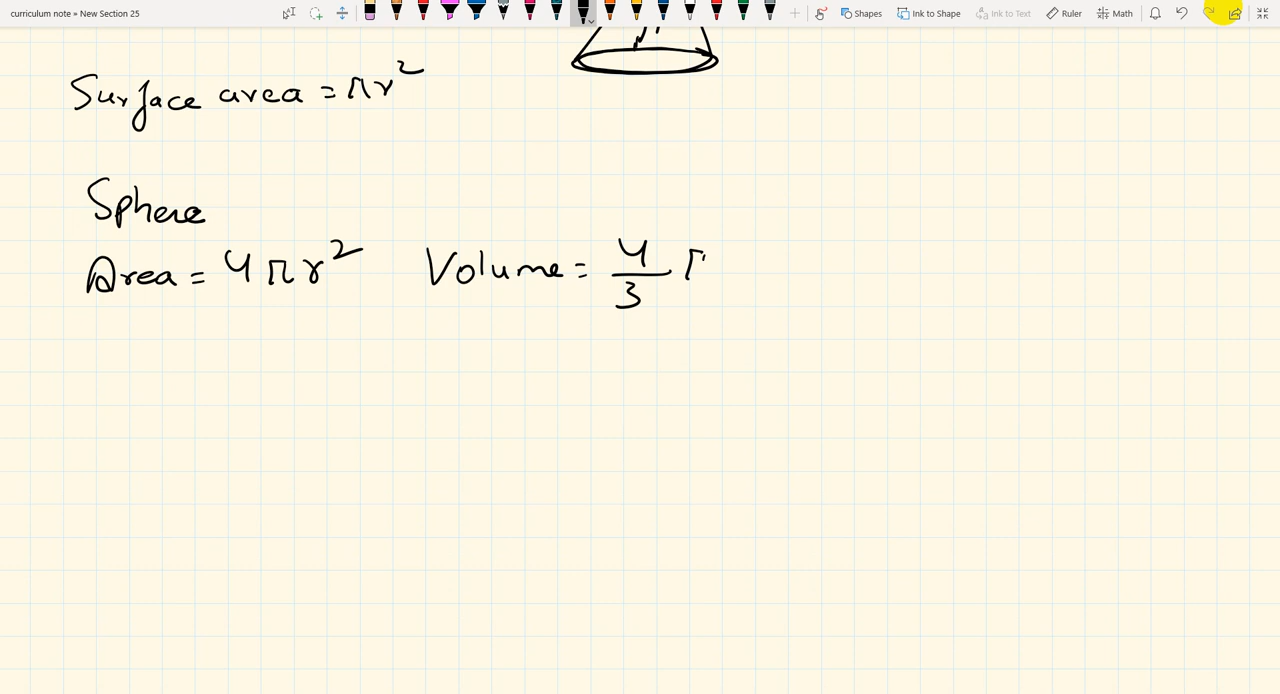 curriculum note » New Section 25
Shapes Ink to Shape Ink to Text Ruler Math
Surface area = πr²
Sphere
Area = 4πr² Volume = 4/3